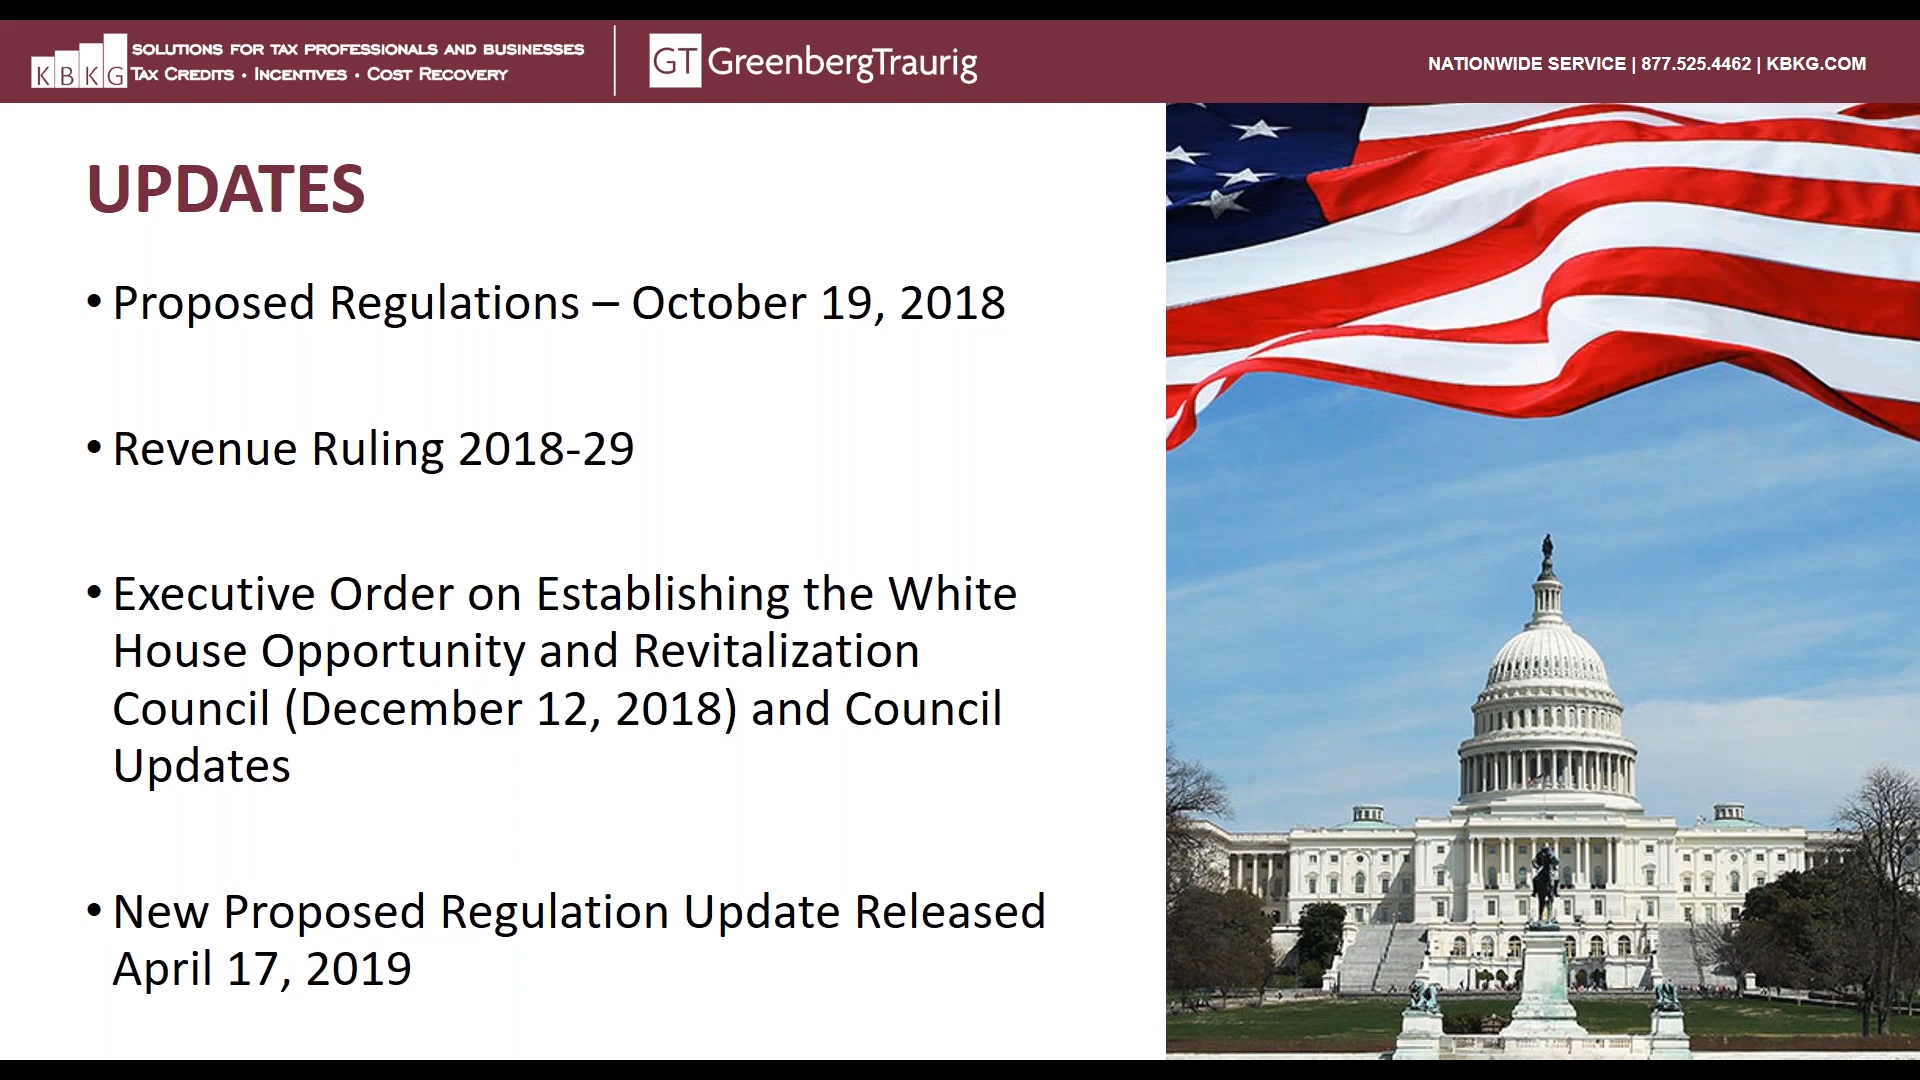 KBKG
SOLUTIONS FOR TAX PROFESSIONALS AND BUSINESSES
TAX CREDITS • INCENTIVES • COST RECOVERY
GT GreenbergTraurig
NATIONWIDE SERVICE | 877.525.4462 | KBKG.COM
UPDATES
• Proposed Regulations – October 19, 2018
• Revenue Ruling 2018-29
• Executive Order on Establishing the White
House Opportunity and Revitalization
Council (December 12, 2018) and Council
Updates
• New Proposed Regulation Update Released
April 17, 2019